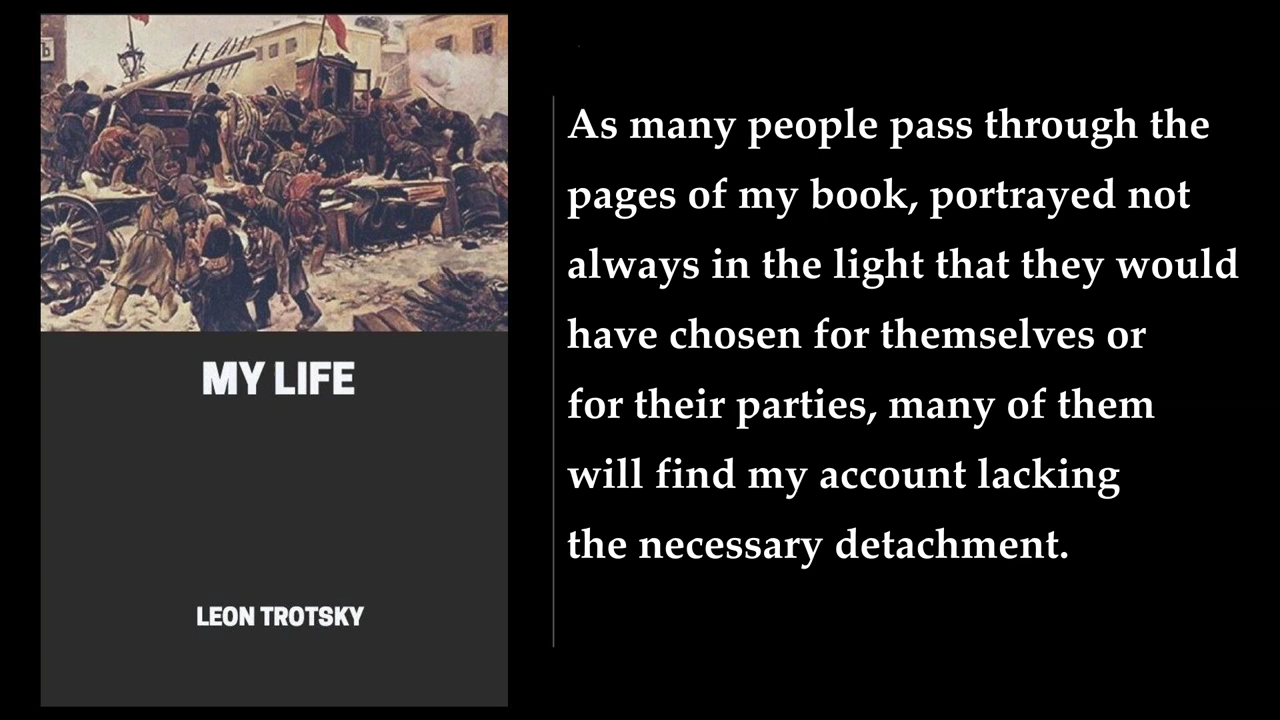 MY LIFE
LEON TROTSKY
As many people pass through the
pages of my book, portrayed not
always in the light that they would
have chosen for themselves or
for their parties, many of them
will find my account lacking
the necessary detachment.